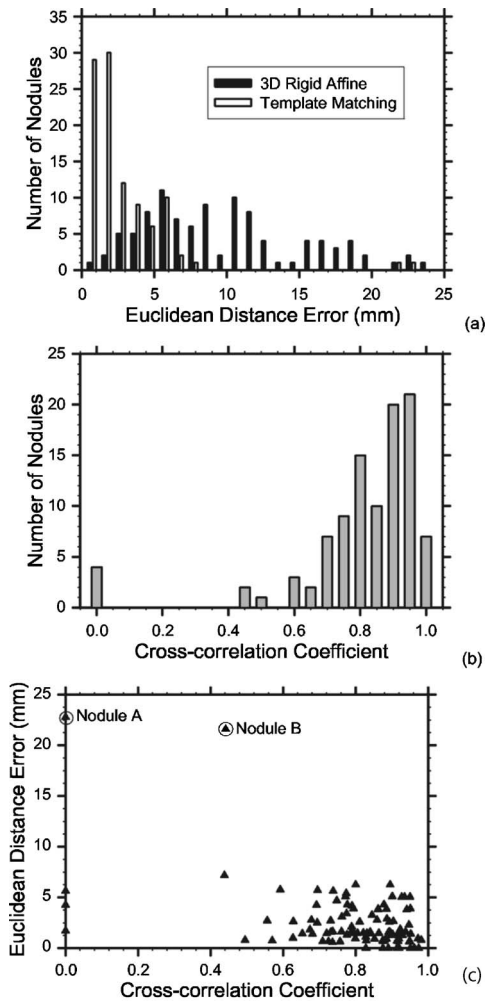 35
30
25
20
15
10
5
0
Number of Nodules
3D Rigid Affine
Template Matching
0 5 10 15 20 25
Euclidean Distance Error (mm)
(a)
25
20
15
10
5
0
Number of Nodules
0.0 0.2 0.4 0.6 0.8 1.0
Cross-correlation Coefficient
(b)
25
20
15
10
5
0
Euclidean Distance Error (mm)
Nodule A
Nodule B
0.0 0.2 0.4 0.6 0.8 1.0
Cross-correlation Coefficient
(c)